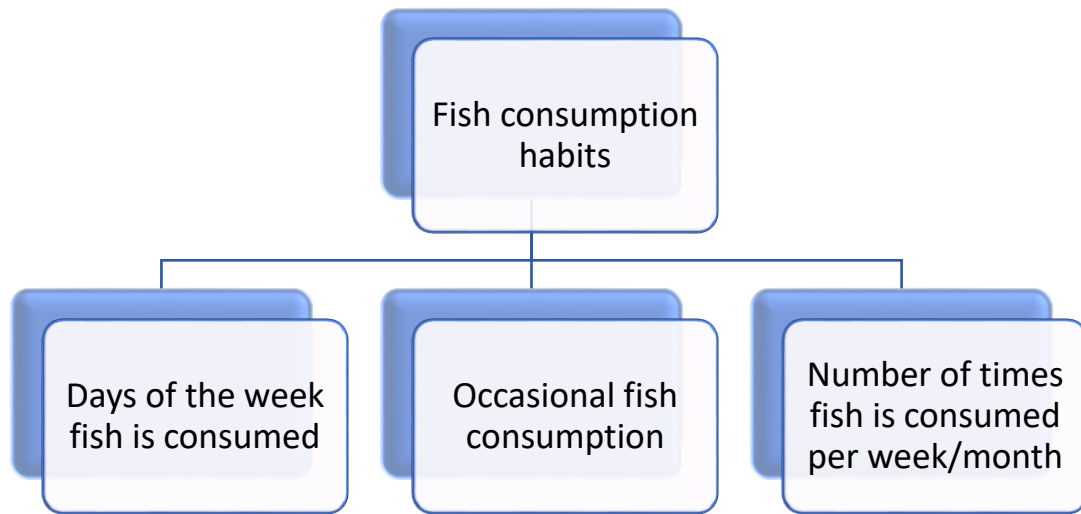 Fish consumption
habits
Days of the week
fish is consumed
Occasional fish
consumption
Number of times
fish is consumed
per week/month